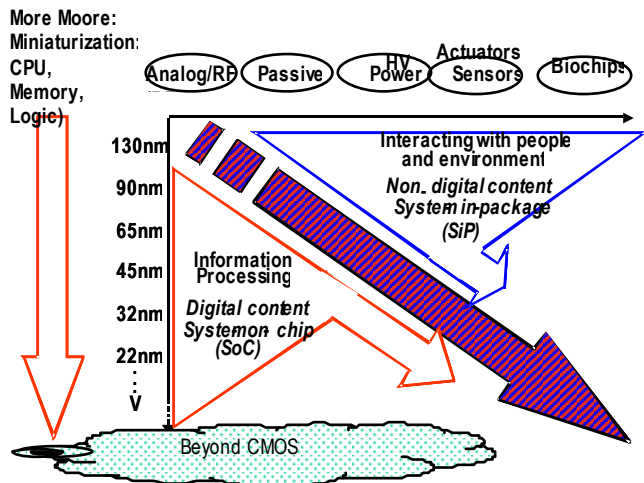 More Moore:
Miniaturization:
CPU,
Memory,
Logic)
Analog/RF
Passive
HV
Power
Actuators
Sensors
Biochips
130nm
90nm
65nm
45nm
32nm
22nm
V
Interacting with people
and environment
Non- digital content
System in-package
(SiP)
Information
Processing
Digital content
System-on- chip
(SoC)
Beyond CMOS